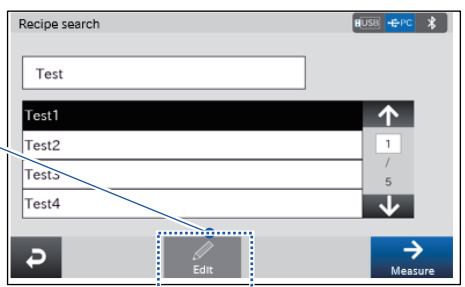 Recipe search
USB PC
Test
Test1
Test2
Test3
Test4
1
/
5
Edit
Measure